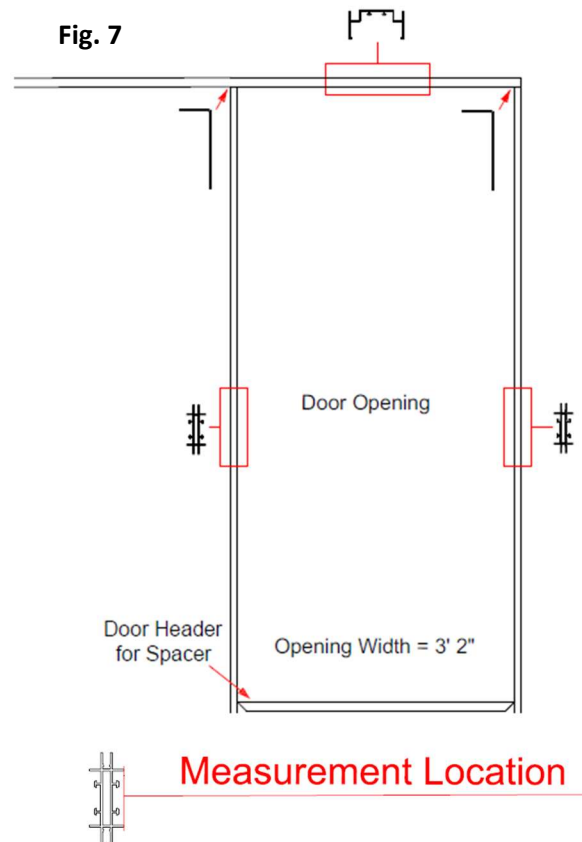 Fig. 7
Door Opening
Door Header
for Spacer
Opening Width = 3' 2"
Measurement Location